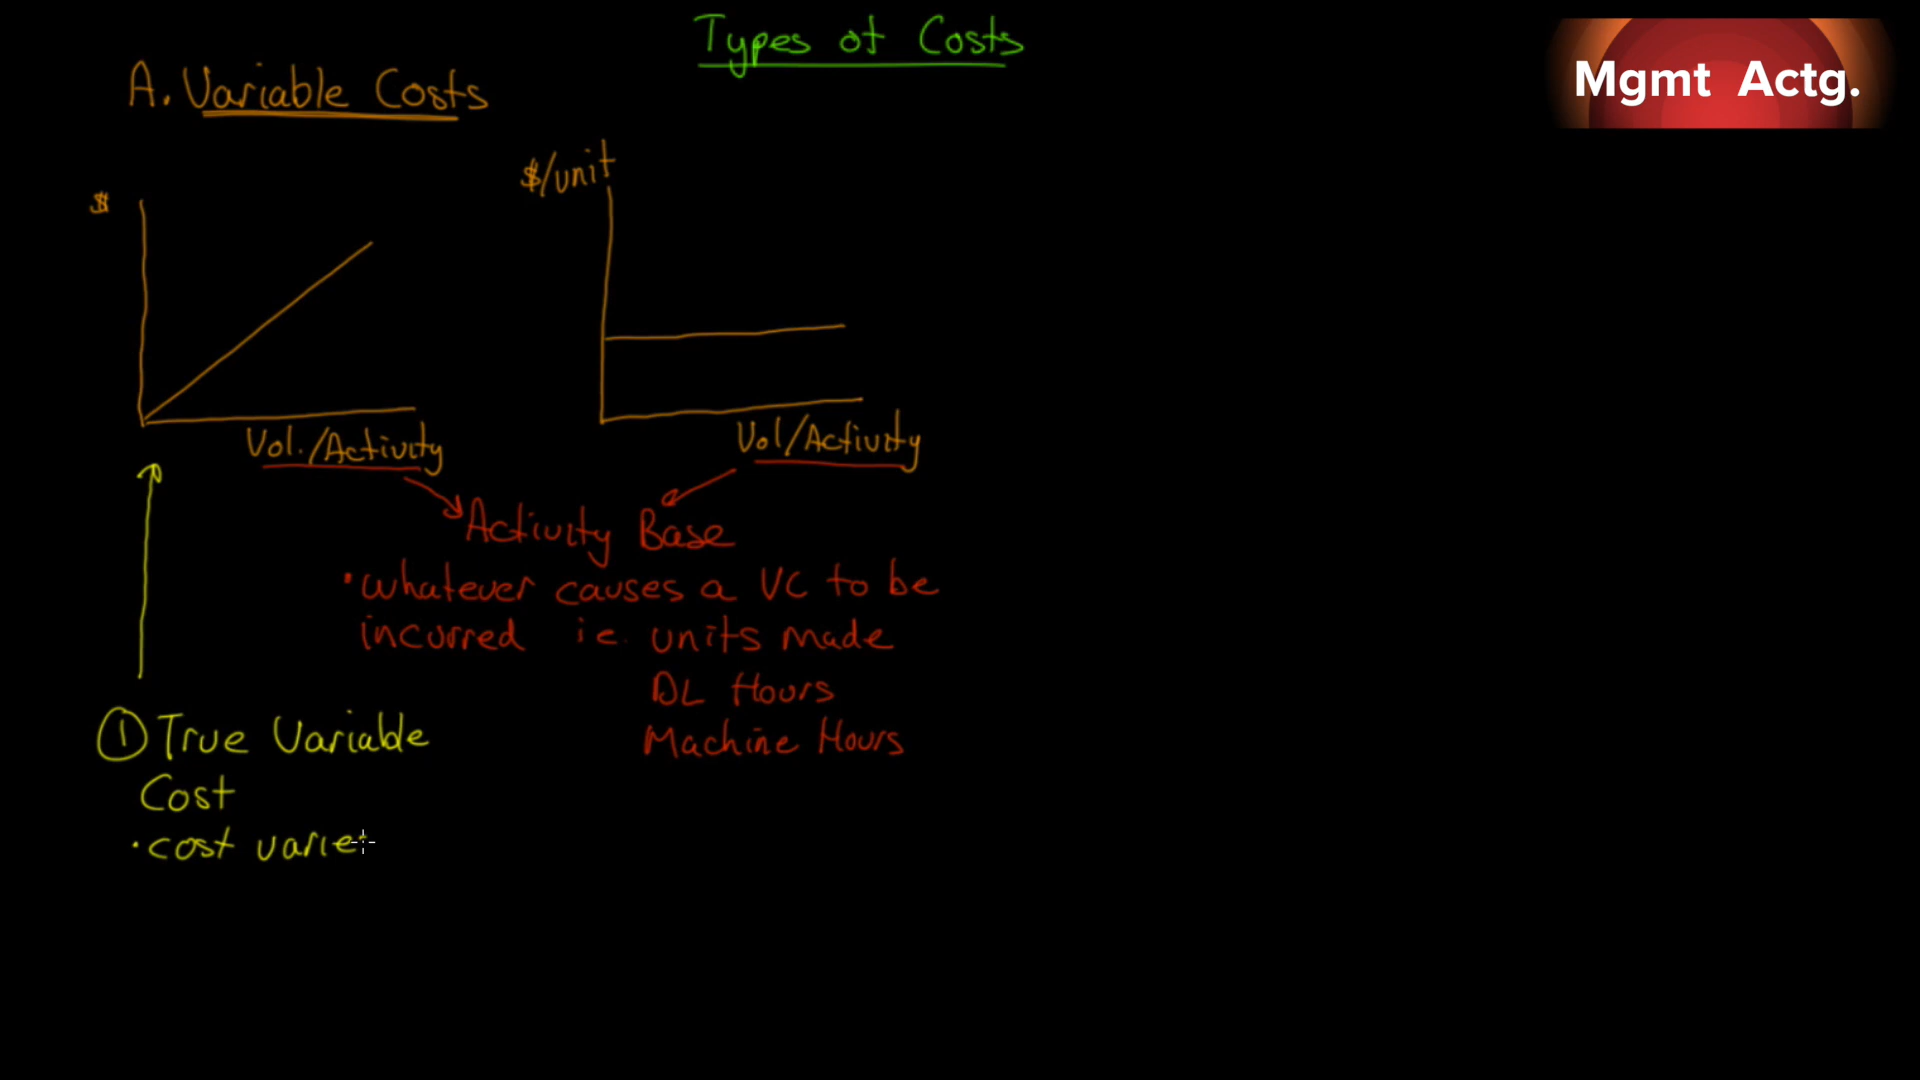 Types of Costs
Mgmt Actg.
A. Variable Costs
$
$/unit
Vol./Activity
Vol/Activity
Activity Base
• whatever causes a VC to be
incurred i.e. units made
DL Hours
Machine Hours
① True Variable
Cost
• cost varie